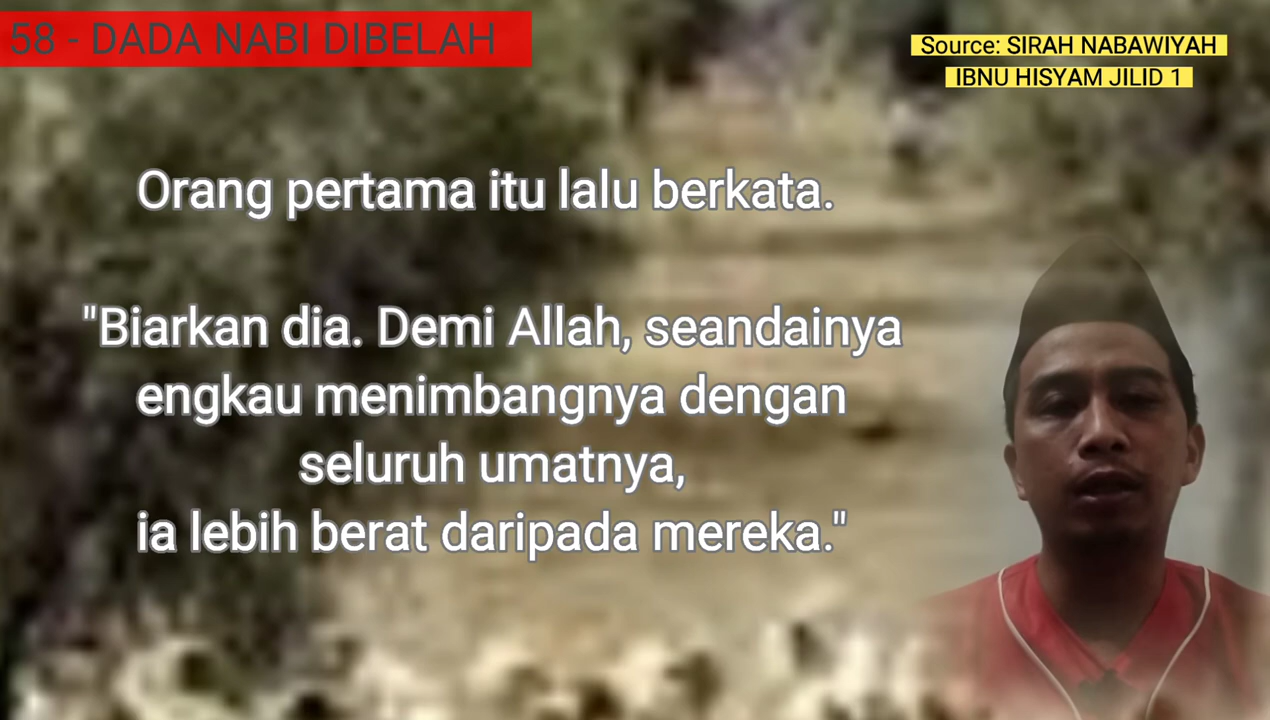 58 - DADA NABI DIBELAH
Source: SIRAH NABAWIYAH
IBNU HISYAM JILID 1
Orang pertama itu lalu berkata.
"Biarkan dia. Demi Allah, seandainya
engkau menimbangnya dengan
seluruh umatnya,
ia lebih berat daripada mereka."